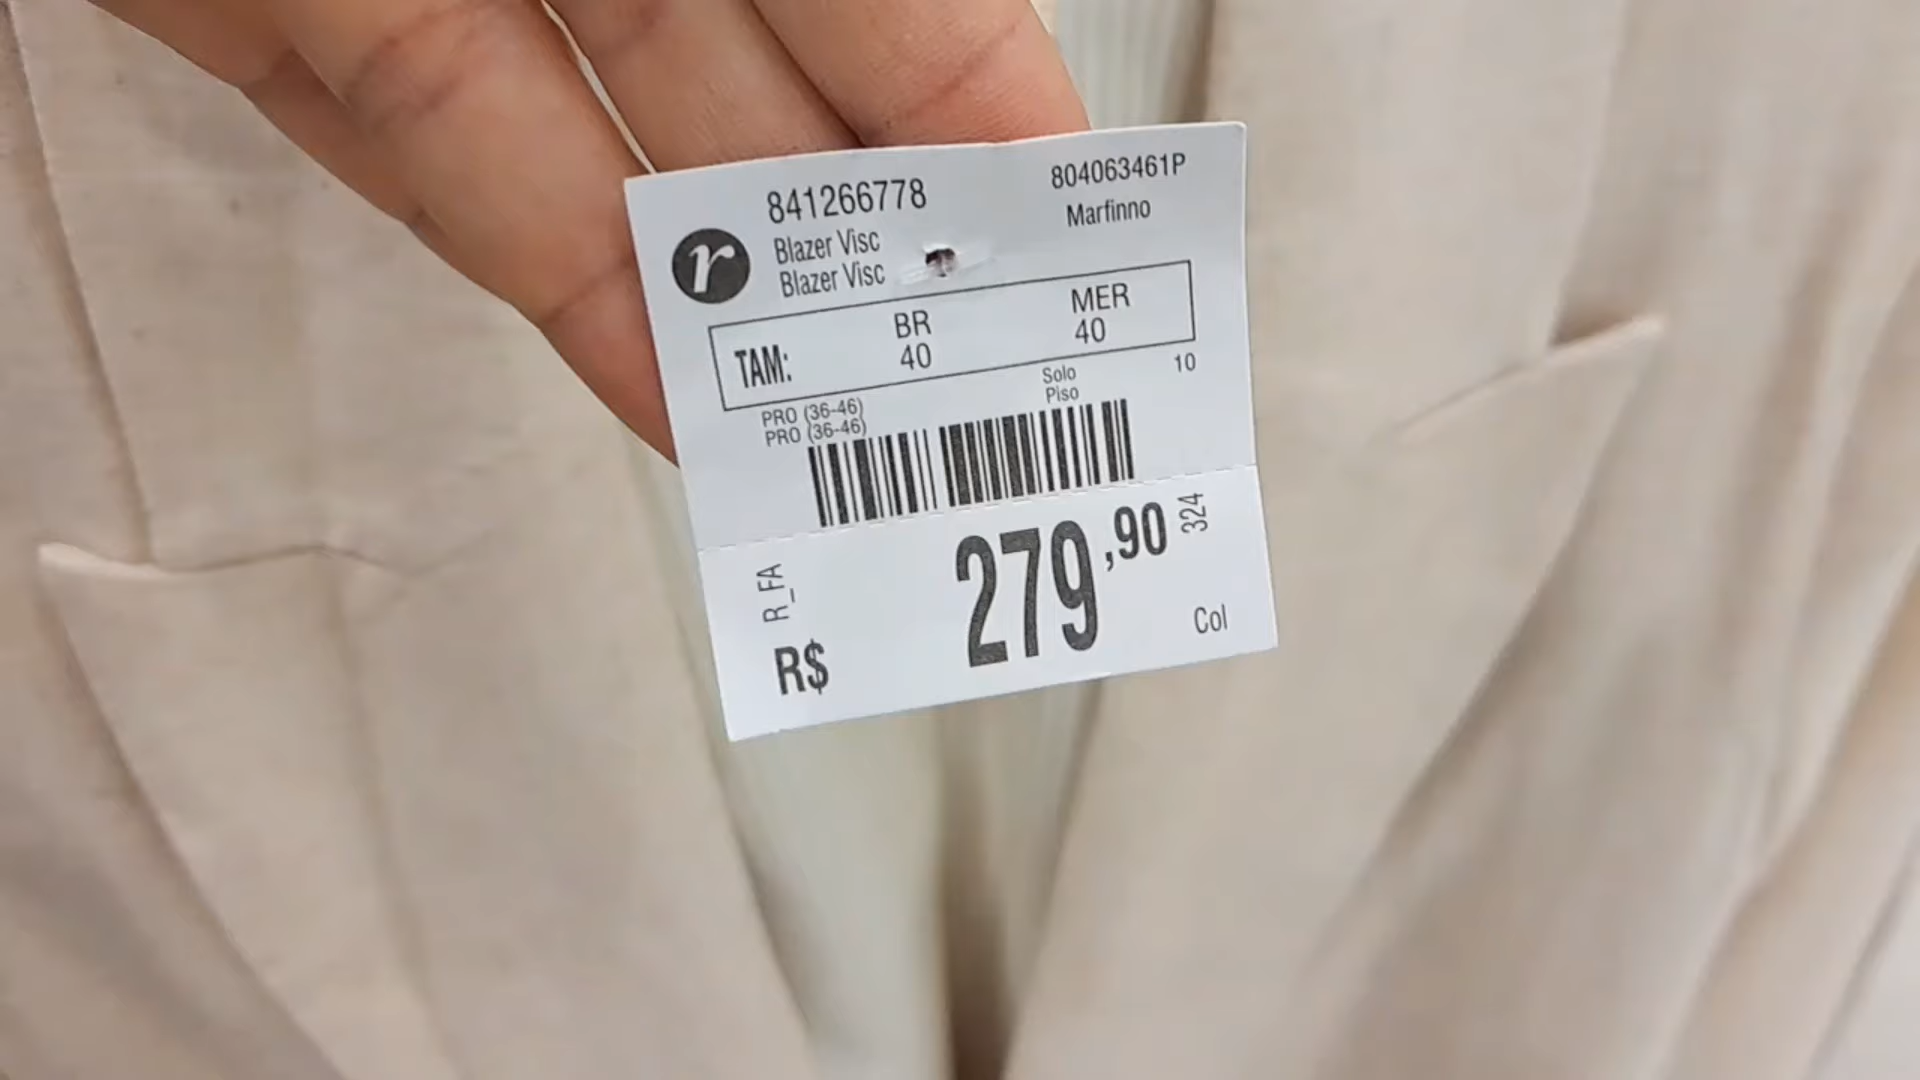 841266778
804063461P
Marfinno
r
Blazer Visc
Blazer Visc
TAM:
BR
40
MER
40
PRO (36-46)
PRO (36-46)
Solo
Piso
10
R_FA
R$
279,90
324
Col